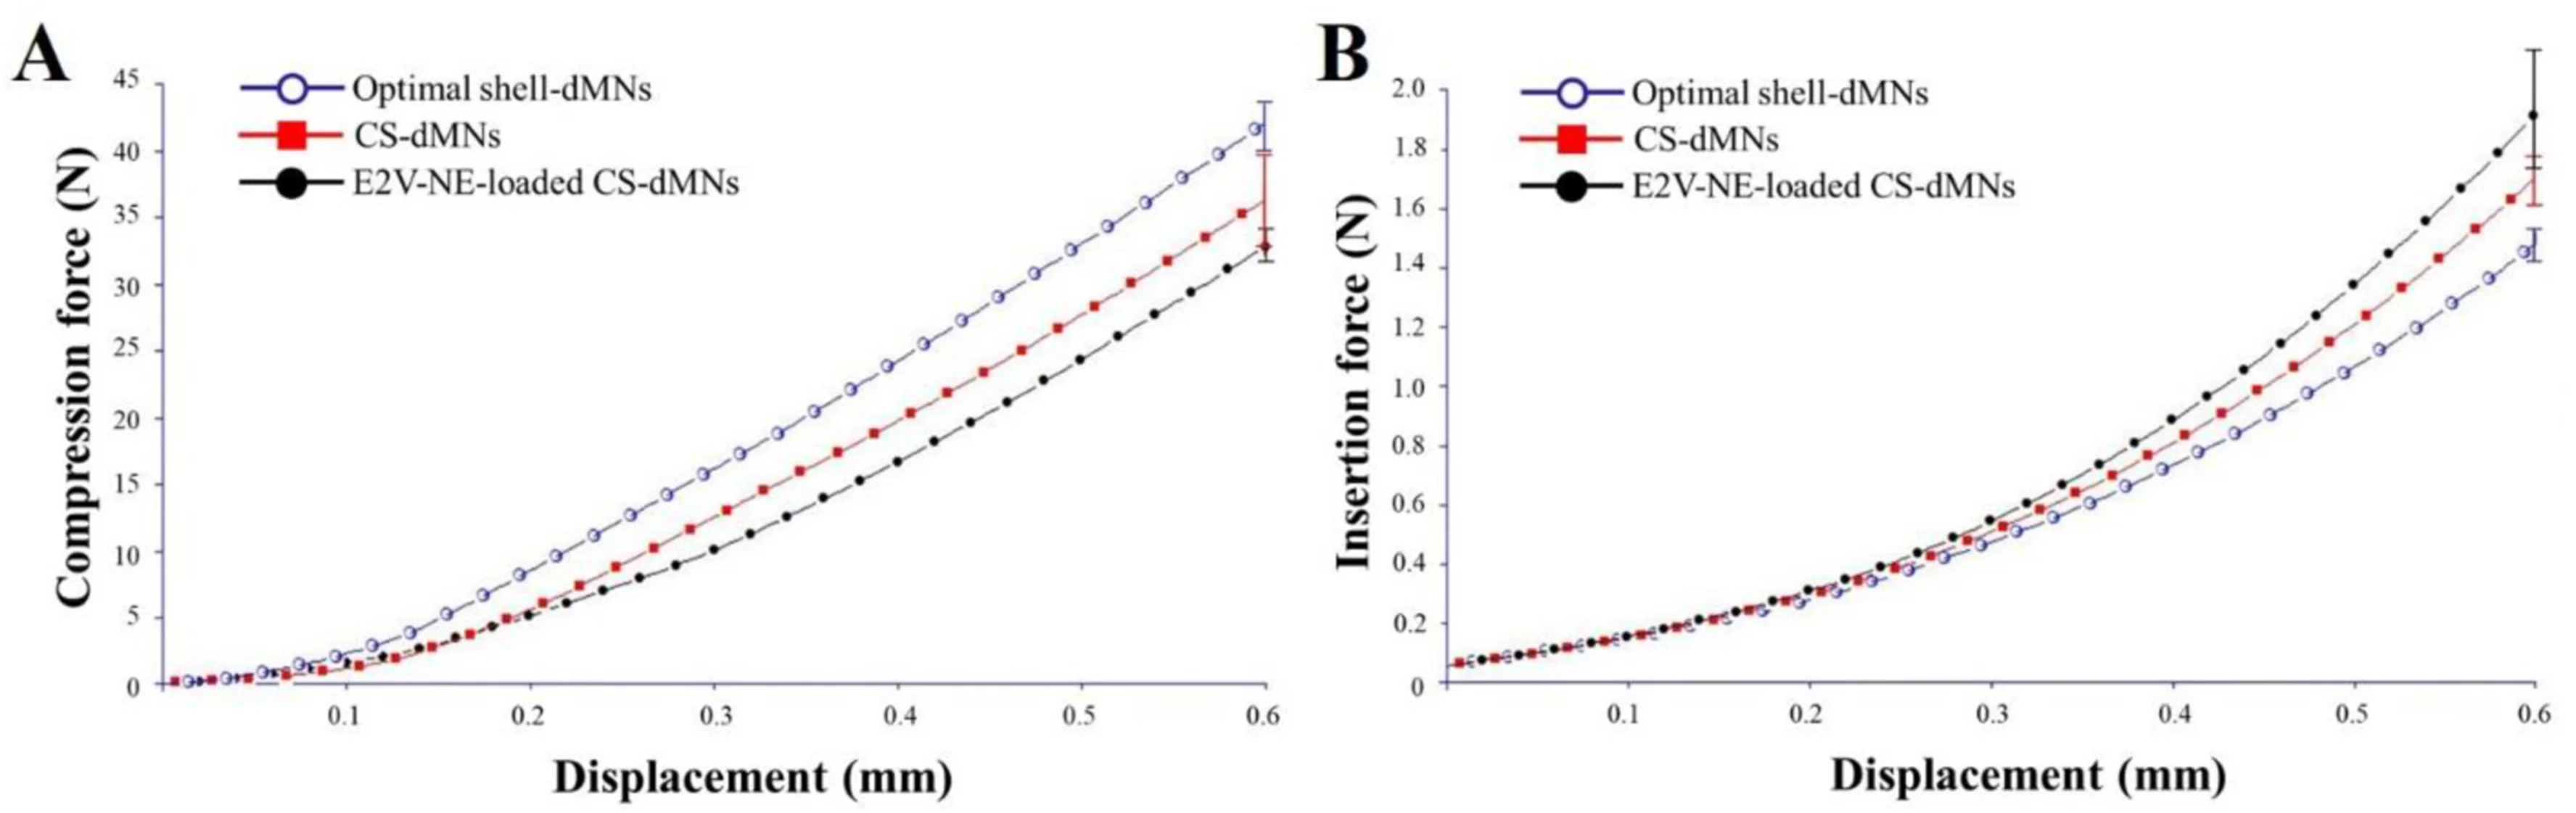 A
Optimal shell-dMNs
CS-dMNs
E2V-NE-loaded CS-dMNs
Compression force (N)
45
40
35
30
25
20
15
10
5
0
0.1
0.2
0.3
0.4
0.5
0.6
Displacement (mm)
B
Optimal shell-dMNs
CS-dMNs
E2V-NE-loaded CS-dMNs
Insertion force (N)
2.0
1.8
1.6
1.4
1.2
1.0
0.8
0.6
0.4
0.2
0
0.1
0.2
0.3
0.4
0.5
0.6
Displacement (mm)